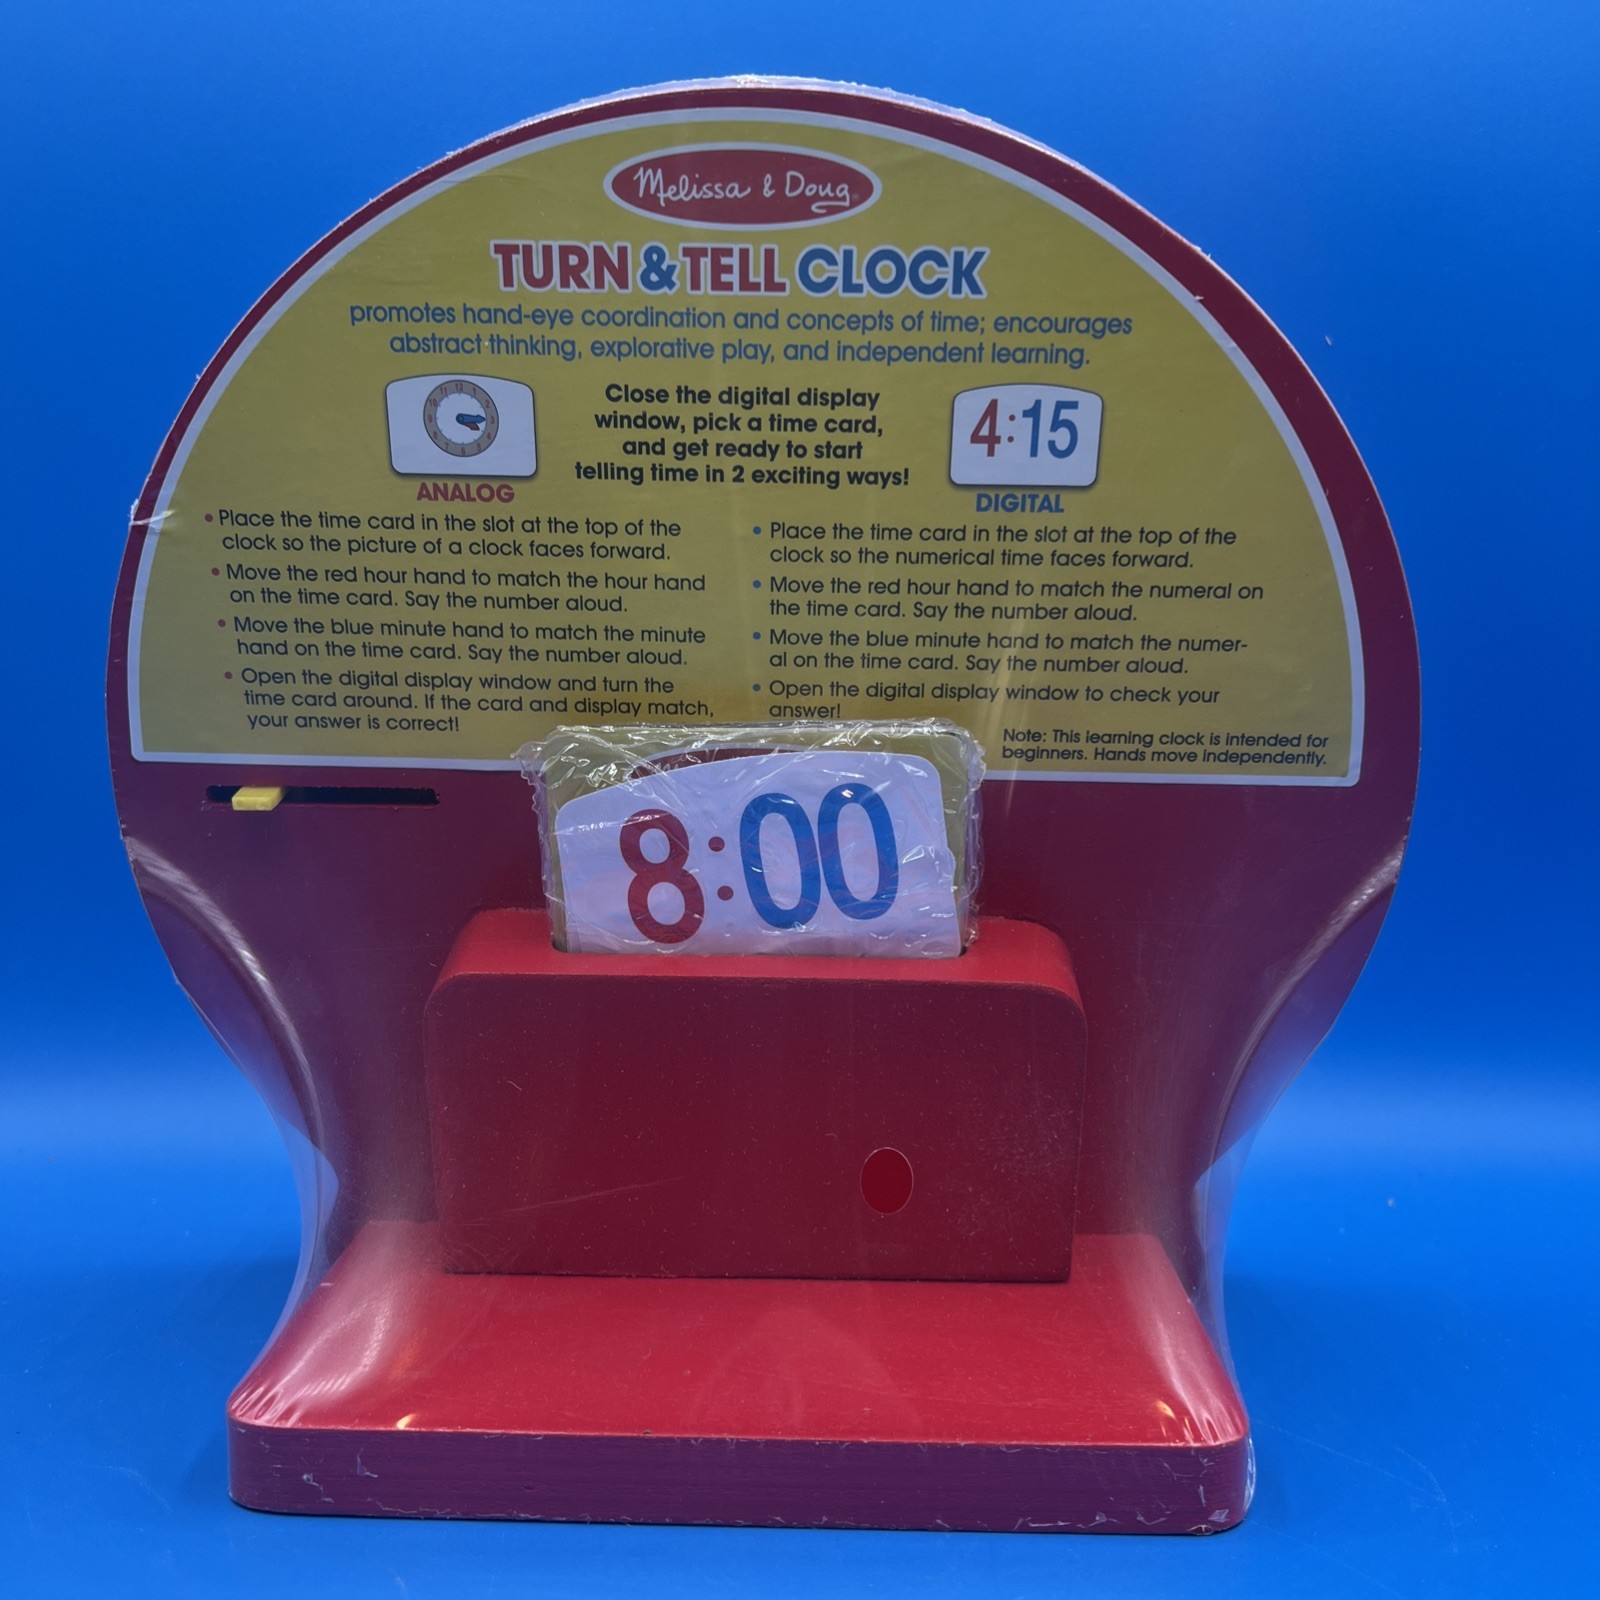 Melissa & Doug
TURN & TELL CLOCK
promotes hand-eye coordination and concepts of time; encourages
abstract thinking, explorative play, and independent learning.
Close the digital display
window, pick a time card,
and get ready to start
telling time in 2 exciting ways!
ANALOG
• Place the time card in the slot at the top of the
clock so the picture of a clock faces forward.
• Move the red hour hand to match the hour hand
on the time card. Say the number aloud.
• Move the blue minute hand to match the minute
hand on the time card. Say the number aloud.
• Open the digital display window and turn the
time card around. If the card and display match,
your answer is correct!
4:15
DIGITAL
• Place the time card in the slot at the top of the
clock so the numerical time faces forward.
• Move the red hour hand to match the numeral on
the time card. Say the number aloud.
• Move the blue minute hand to match the numer-
al on the time card. Say the number aloud.
• Open the digital display window to check your
answer!
Note: This learning clock is intended for
beginners. Hands move independently.
8:00